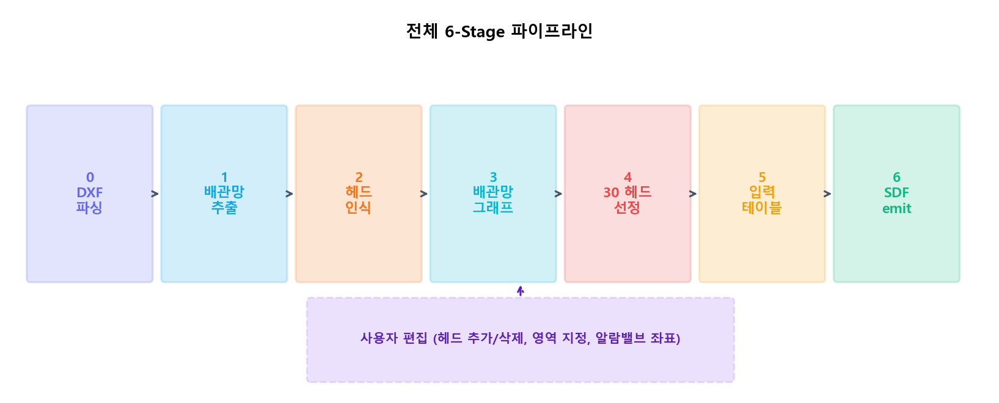 전체 6-Stage 파이프라인
0
DXF
파싱
1
배관망
추출
2
헤드
인식
3
배관망
그래프
4
30 헤드
선정
5
입력
테이블
6
SDF
emit
사용자 편집 (헤드 추가/삭제, 영역 지정, 알람밸브 좌표)